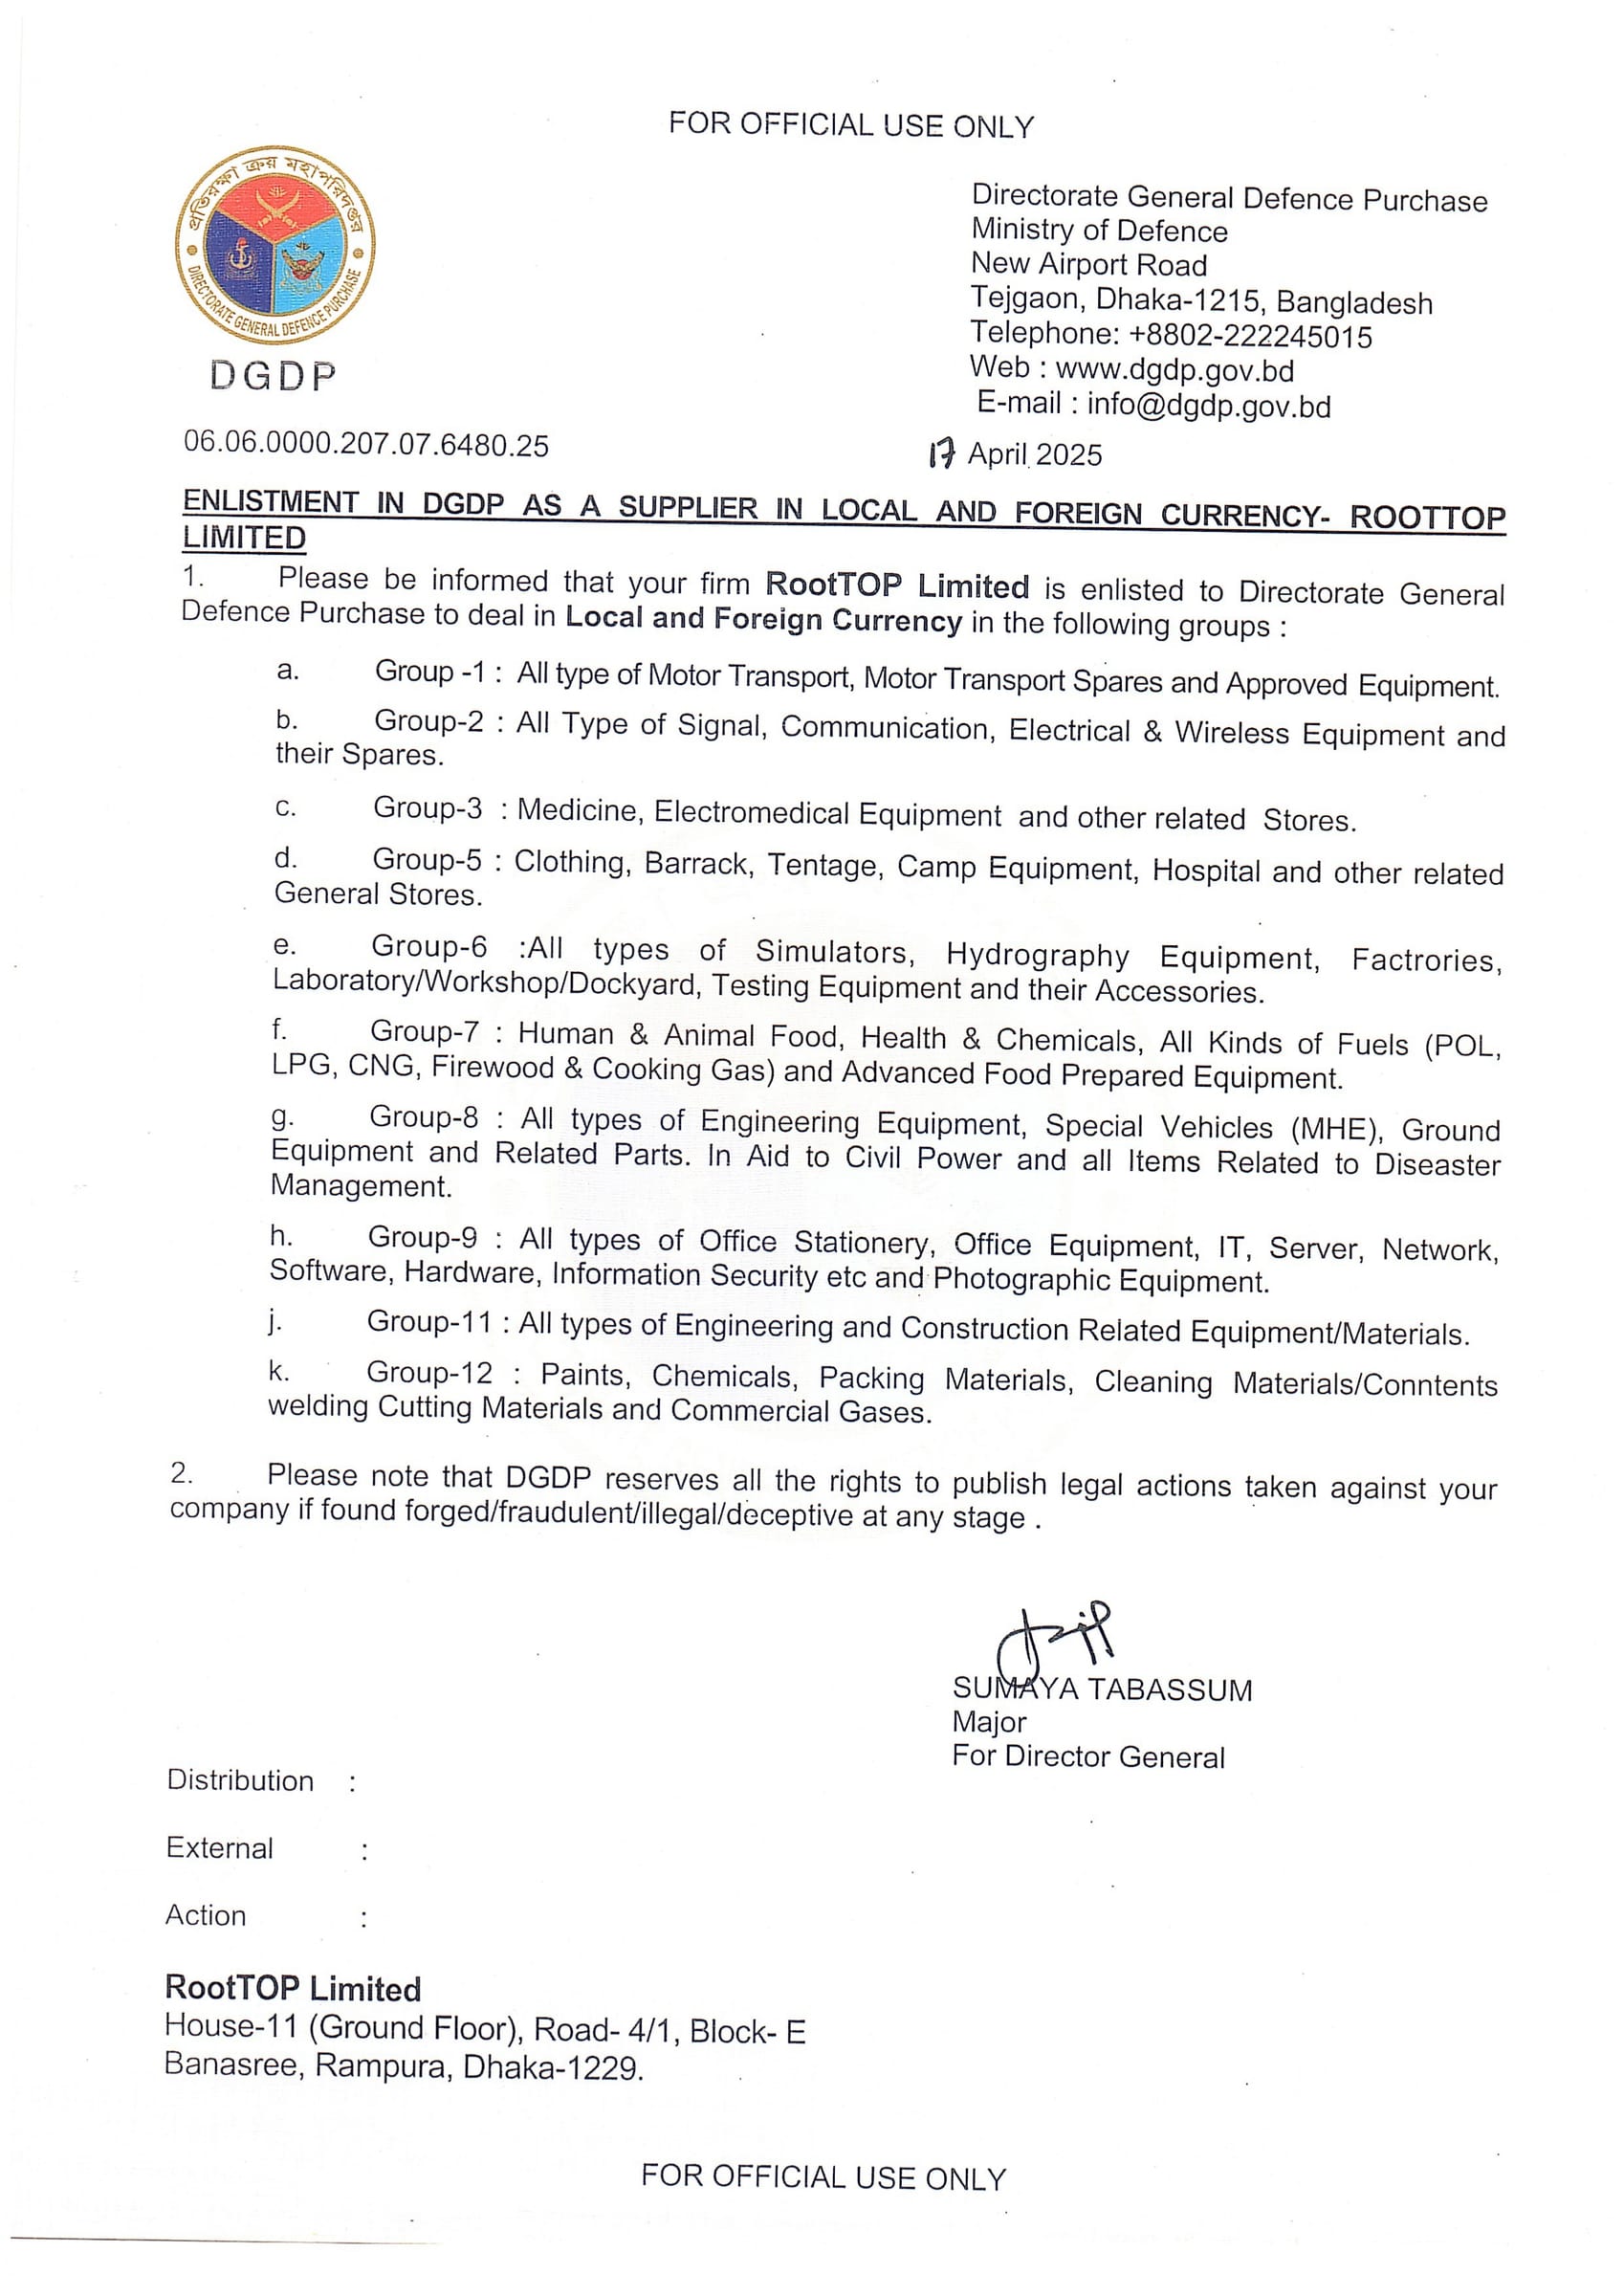 FOR OFFICIAL USE ONLY
প্রতিরক্ষা ক্রয় মহাপরিদপ্তর
DIRECTORATE GENERAL DEFENCE PURCHASE
DGDP
Directorate General Defence Purchase
Ministry of Defence
New Airport Road
Tejgaon, Dhaka-1215, Bangladesh
Telephone: +8802-222245015
Web : www.dgdp.gov.bd
E-mail : info@dgdp.gov.bd
06.06.0000.207.07.6480.25
17 April 2025
ENLISTMENT IN DGDP AS A SUPPLIER IN LOCAL AND FOREIGN CURRENCY- ROOTTOP
LIMITED
1. Please be informed that your firm RootTOP Limited is enlisted to Directorate General
Defence Purchase to deal in Local and Foreign Currency in the following groups :
a. Group -1 : All type of Motor Transport, Motor Transport Spares and Approved Equipment.
b. Group-2 : All Type of Signal, Communication, Electrical & Wireless Equipment and
their Spares.
c. Group-3 : Medicine, Electromedical Equipment and other related Stores.
d. Group-5 : Clothing, Barrack, Tentage, Camp Equipment, Hospital and other related
General Stores.
e. Group-6 :All types of Simulators, Hydrography Equipment, Factrories,
Laboratory/Workshop/Dockyard, Testing Equipment and their Accessories.
f. Group-7 : Human & Animal Food, Health & Chemicals, All Kinds of Fuels (POL,
LPG, CNG, Firewood & Cooking Gas) and Advanced Food Prepared Equipment.
g. Group-8 : All types of Engineering Equipment, Special Vehicles (MHE), Ground
Equipment and Related Parts. In Aid to Civil Power and all Items Related to Diseaster
Management.
h. Group-9 : All types of Office Stationery, Office Equipment, IT, Server, Network,
Software, Hardware, Information Security etc and Photographic Equipment.
j. Group-11 : All types of Engineering and Construction Related Equipment/Materials.
k. Group-12 : Paints, Chemicals, Packing Materials, Cleaning Materials/Conntents
welding Cutting Materials and Commercial Gases.
2. Please note that DGDP reserves all the rights to publish legal actions taken against your
company if found forged/fraudulent/illegal/deceptive at any stage .
SUMAYA TABASSUM
Major
For Director General
Distribution :
External :
Action :
RootTOP Limited
House-11 (Ground Floor), Road- 4/1, Block- E
Banasree, Rampura, Dhaka-1229.
FOR OFFICIAL USE ONLY